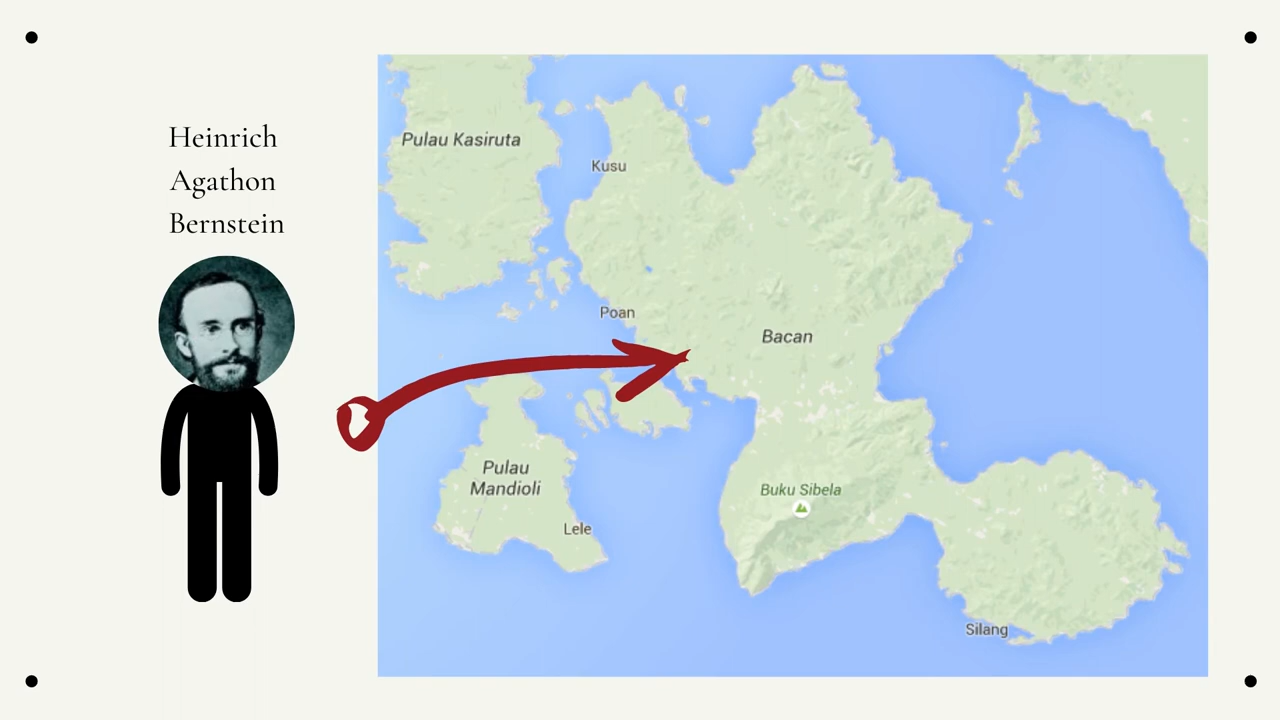 Heinrich
Agathon
Bernstein
Pulau Kasiruta
Kusu
Poan
Bacan
Pulau
Mandioli
Buku Sibela
Lele
Silang